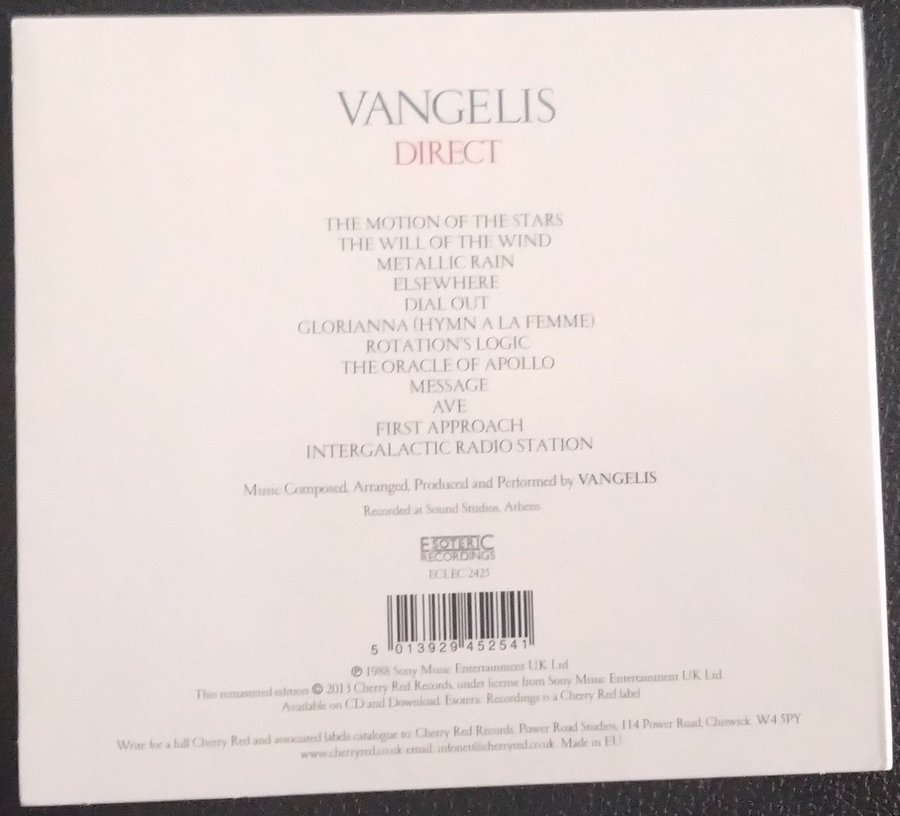 VANGELIS
DIRECT
THE MOTION OF THE STARS
THE WILL OF THE WIND
METALLIC RAIN
ELSEWHERE
DIAL OUT
GLORIANNA (HYMN A LA FEMME)
ROTATION'S LOGIC
THE ORACLE OF APOLLO
MESSAGE
AVE
FIRST APPROACH
INTERGALACTIC RADIO STATION
Music Composed, Arranged, Produced and Performed by VANGELIS
Recorded at Sound Studios, Athens
ESOTERIC
RECORDINGS
ECLEC 2425
5 013929 452541
℗ 1988 Sony Music Entertainment UK Ltd
This remastered edition © 2013 Cherry Red Records, under license from Sony Music Entertainment UK Ltd
Available on CD and Download. Esoteric Recordings is a Cherry Red label
for a full Cherry Red and associated labels catalogue to: Cherry Red Records, Power Road Studios, 114 Power Road, Chiswick, W4 5PY
www.cherryred.co.uk email: Made in EU